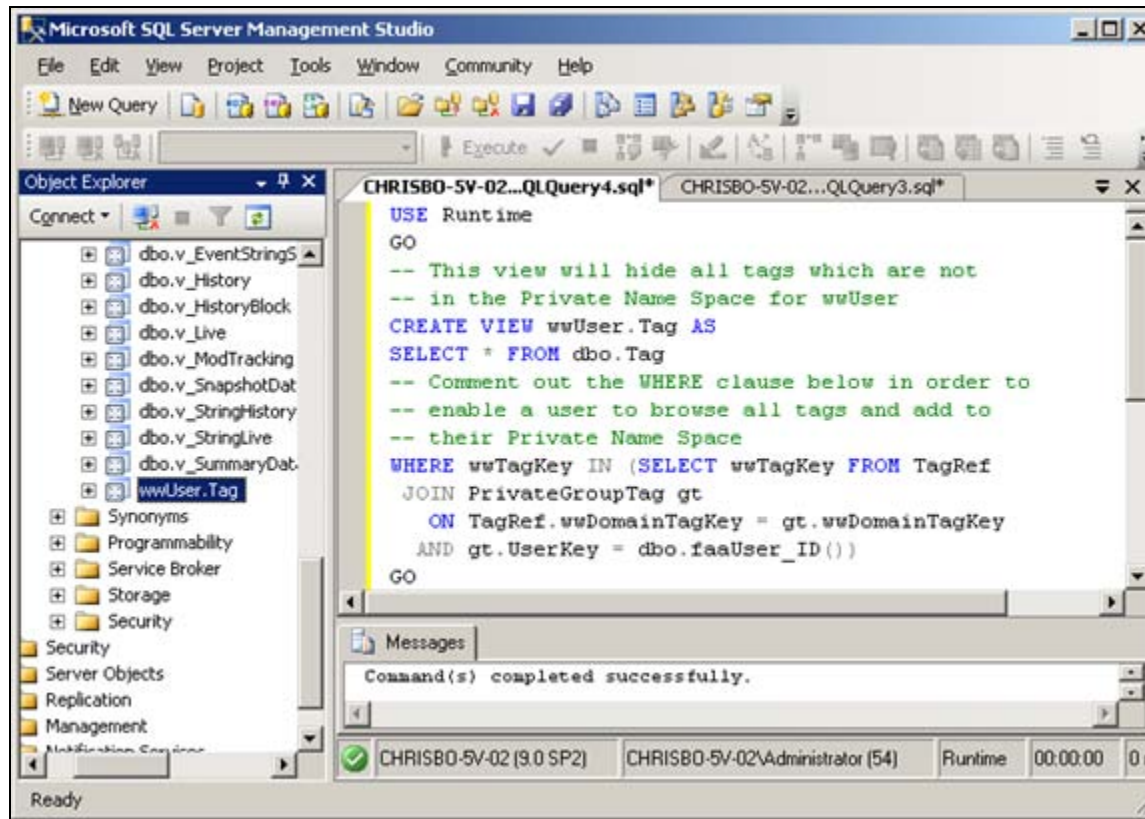 Microsoft SQL Server Management Studio
File Edit View Project Tools Window Community Help
New Query
Execute
Object Explorer
CHRISBO-5V-02...QLQuery4.sql* CHRISBO-5V-02...QLQuery3.sql*
Connect
dbo.v_EventStringS
dbo.v_History
dbo.v_HistoryBlock
dbo.v_Live
dbo.v_ModTracking
dbo.v_SnapshotDat
dbo.v_StringHistory
dbo.v_StringLive
dbo.v_SummaryDat
wwUser.Tag
Synonyms
Programmability
Service Broker
Storage
Security
Security
Server Objects
Replication
Management
Notification Services
USE Runtime
GO
-- This view will hide all tags which are not
-- in the Private Name Space for wwUser
CREATE VIEW wwUser.Tag AS
SELECT * FROM dbo.Tag
-- Comment out the WHERE clause below in order to
-- enable a user to browse all tags and add to
-- their Private Name Space
WHERE wwTagKey IN (SELECT wwTagKey FROM TagRef
JOIN PrivateGroupTag gt
ON TagRef.wwDomainTagKey = gt.wwDomainTagKey
AND gt.UserKey = dbo.faaUser_ID())
GO
Messages
Command(s) completed successfully.
CHRISBO-5V-02 (9.0 SP2) CHRISBO-5V-02\Administrator (54) Runtime 00:00:00 0
Ready